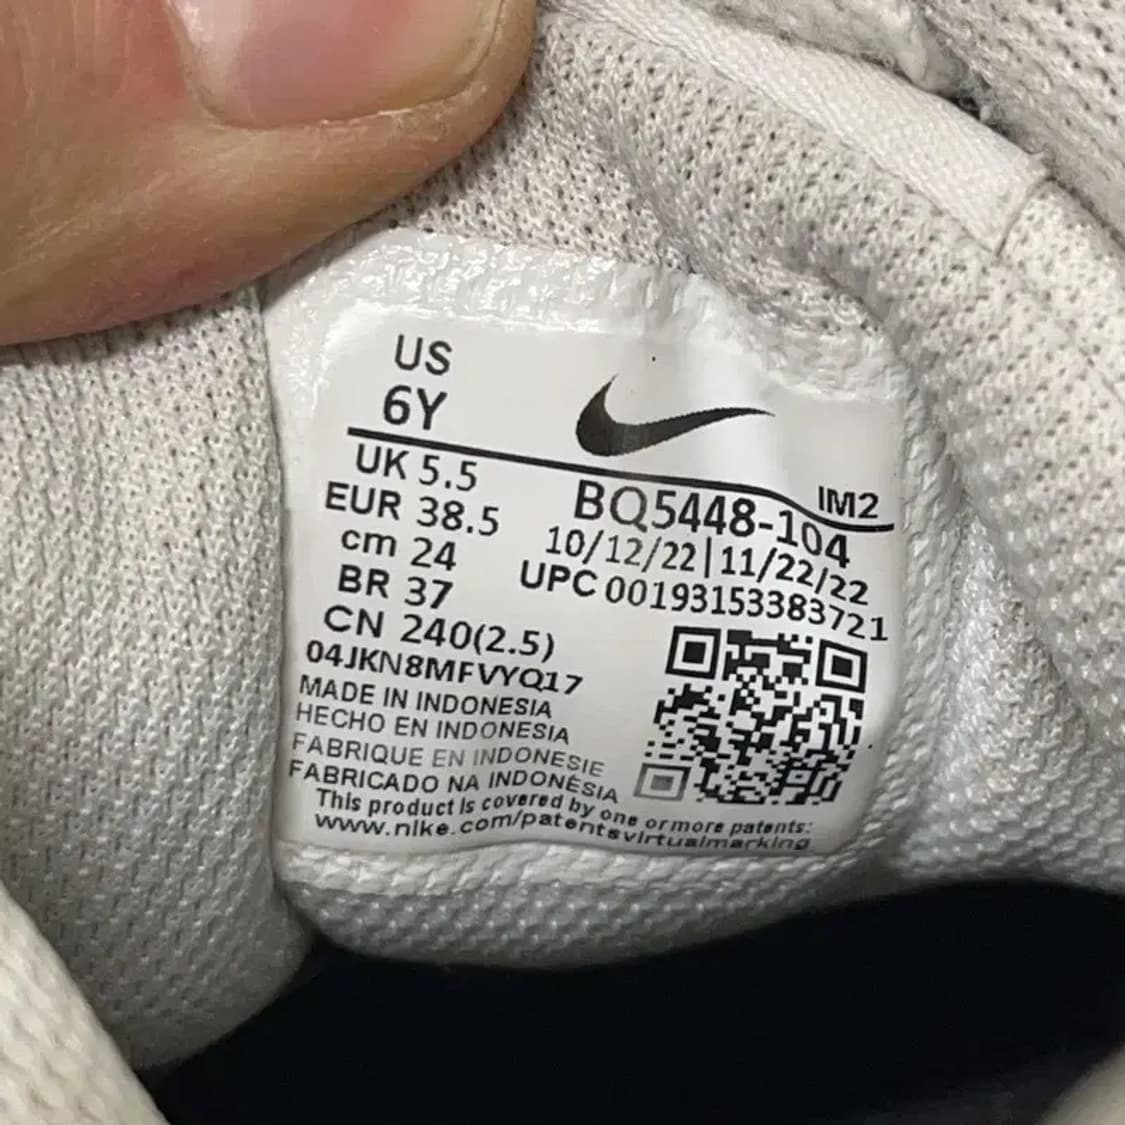 US
6Y
UK 5.5
EUR 38.5
cm 24
BR 37
CN 240(2.5)
04JKN8MFVYQ17
IM2
BQ5448-104
10/12/22|11/22/22
UPC 00193153383721
MADE IN INDONESIA
HECHO EN INDONESIA
FABRIQUE EN INDONESIE
FABRICADO NA INDONÉSIA
This product is covered by one or more patents:
www.nike.com/patentsvirtualmarking